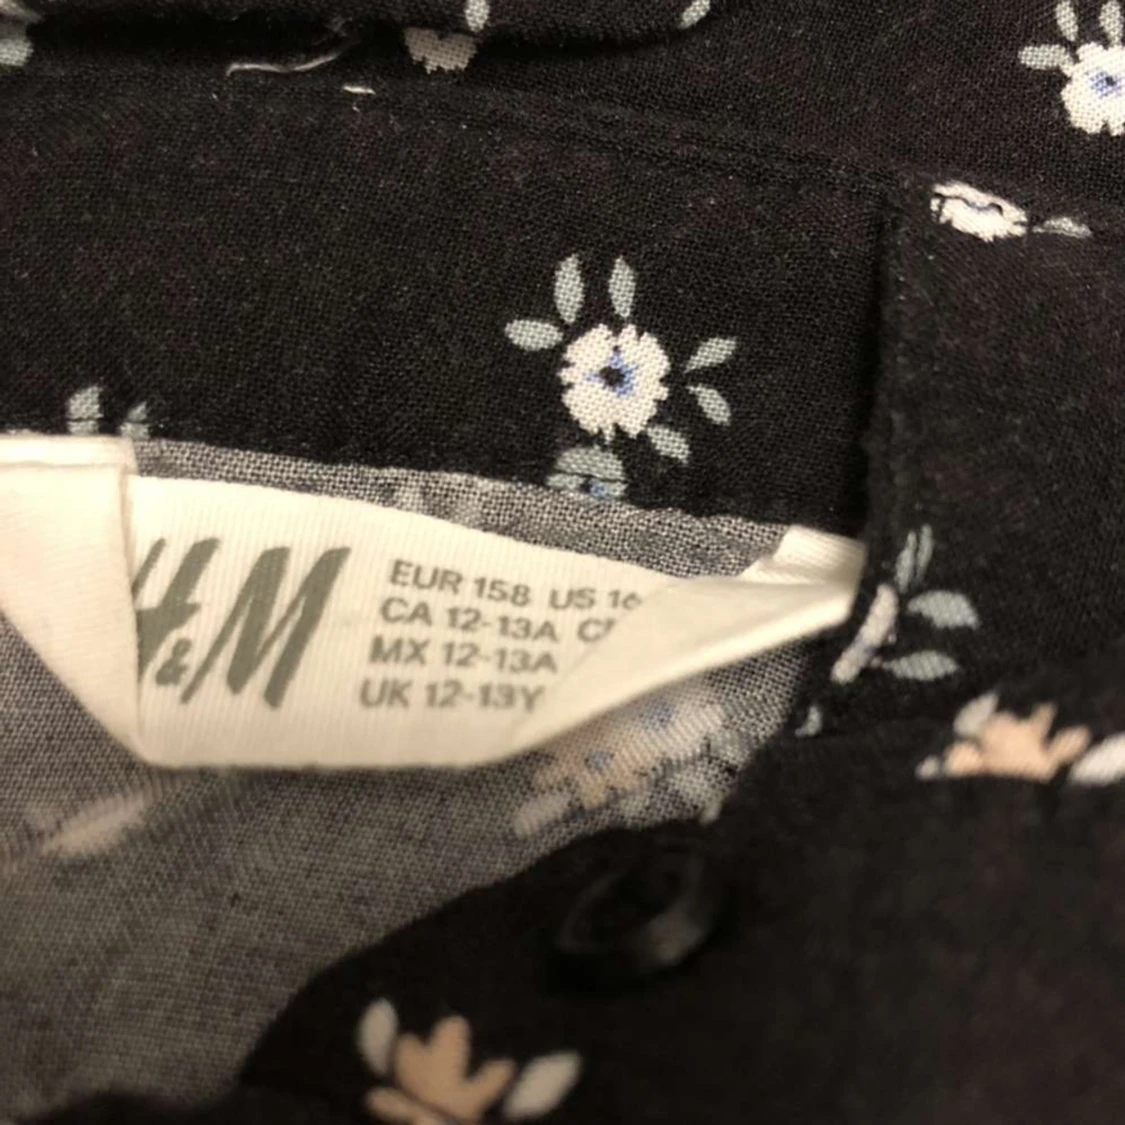 H&M
EUR 158 US
CA 12-13A
MX 12-13A
UK 12-13Y